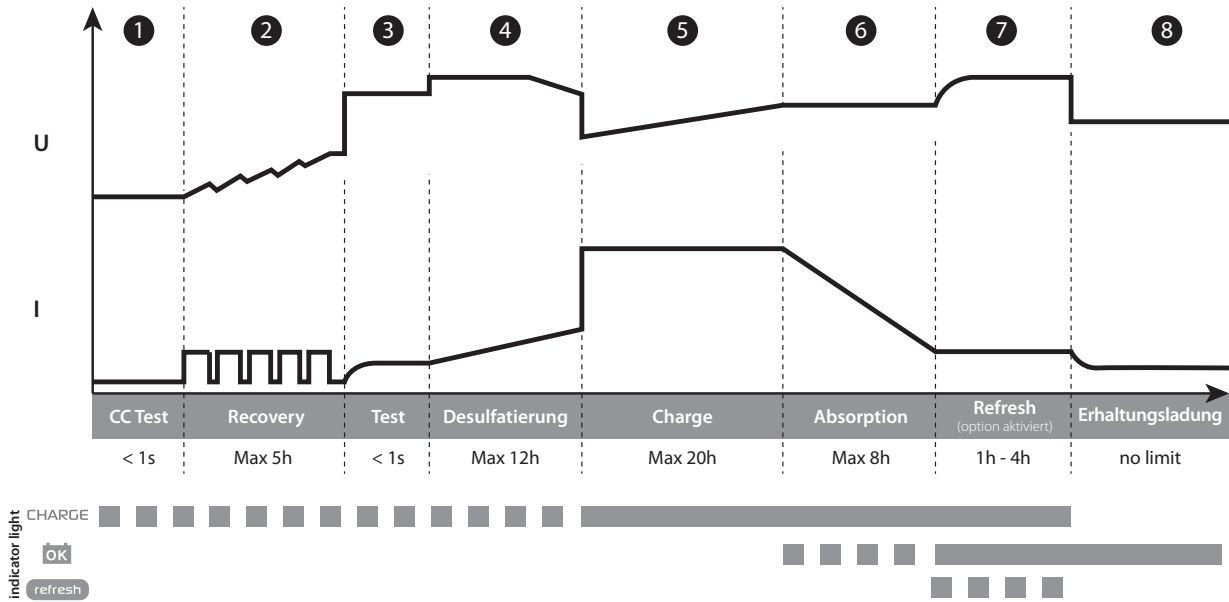 1 2 3 4 5 6 7 8
U
I
CC Test Recovery Test Desulfatierung Charge Absorption Refresh Erhaltungsladung
(option aktiviert)
< 1s Max 5h < 1s Max 12h Max 20h Max 8h 1h - 4h no limit
indicator light
CHARGE
OK
refresh